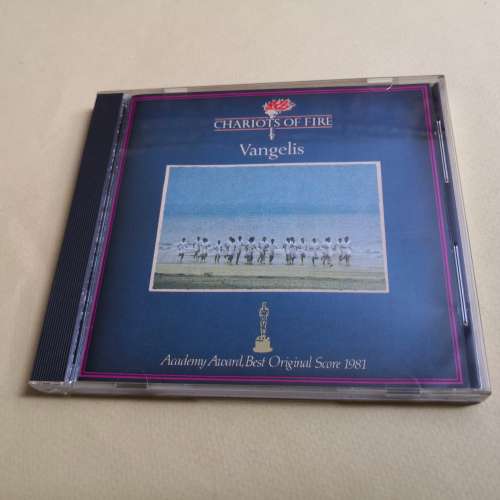 CHARIOTS OF FIRE
Vangelis
Academy Award, Best Original Score 1981